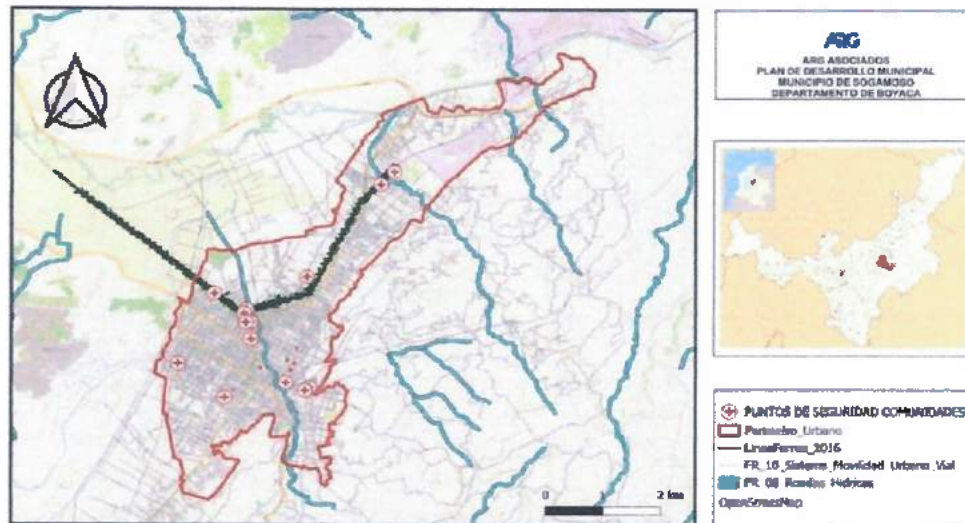 ARG
ARG ASOCIADOS
PLAN DE DESARROLLO MUNICIPAL
MUNICIPIO DE SOGAMOSO
DEPARTAMENTO DE BOYACA
PUNTOS DE SEGURIDAD COMUNIDADES
Perimetro_Urbano
LineaFerrea_2016
FR_10_Sistema_Movilidad_Urbano_Vial
FR_08_Rondas_Hidricas
OpenStreetMap
0 1 2 km